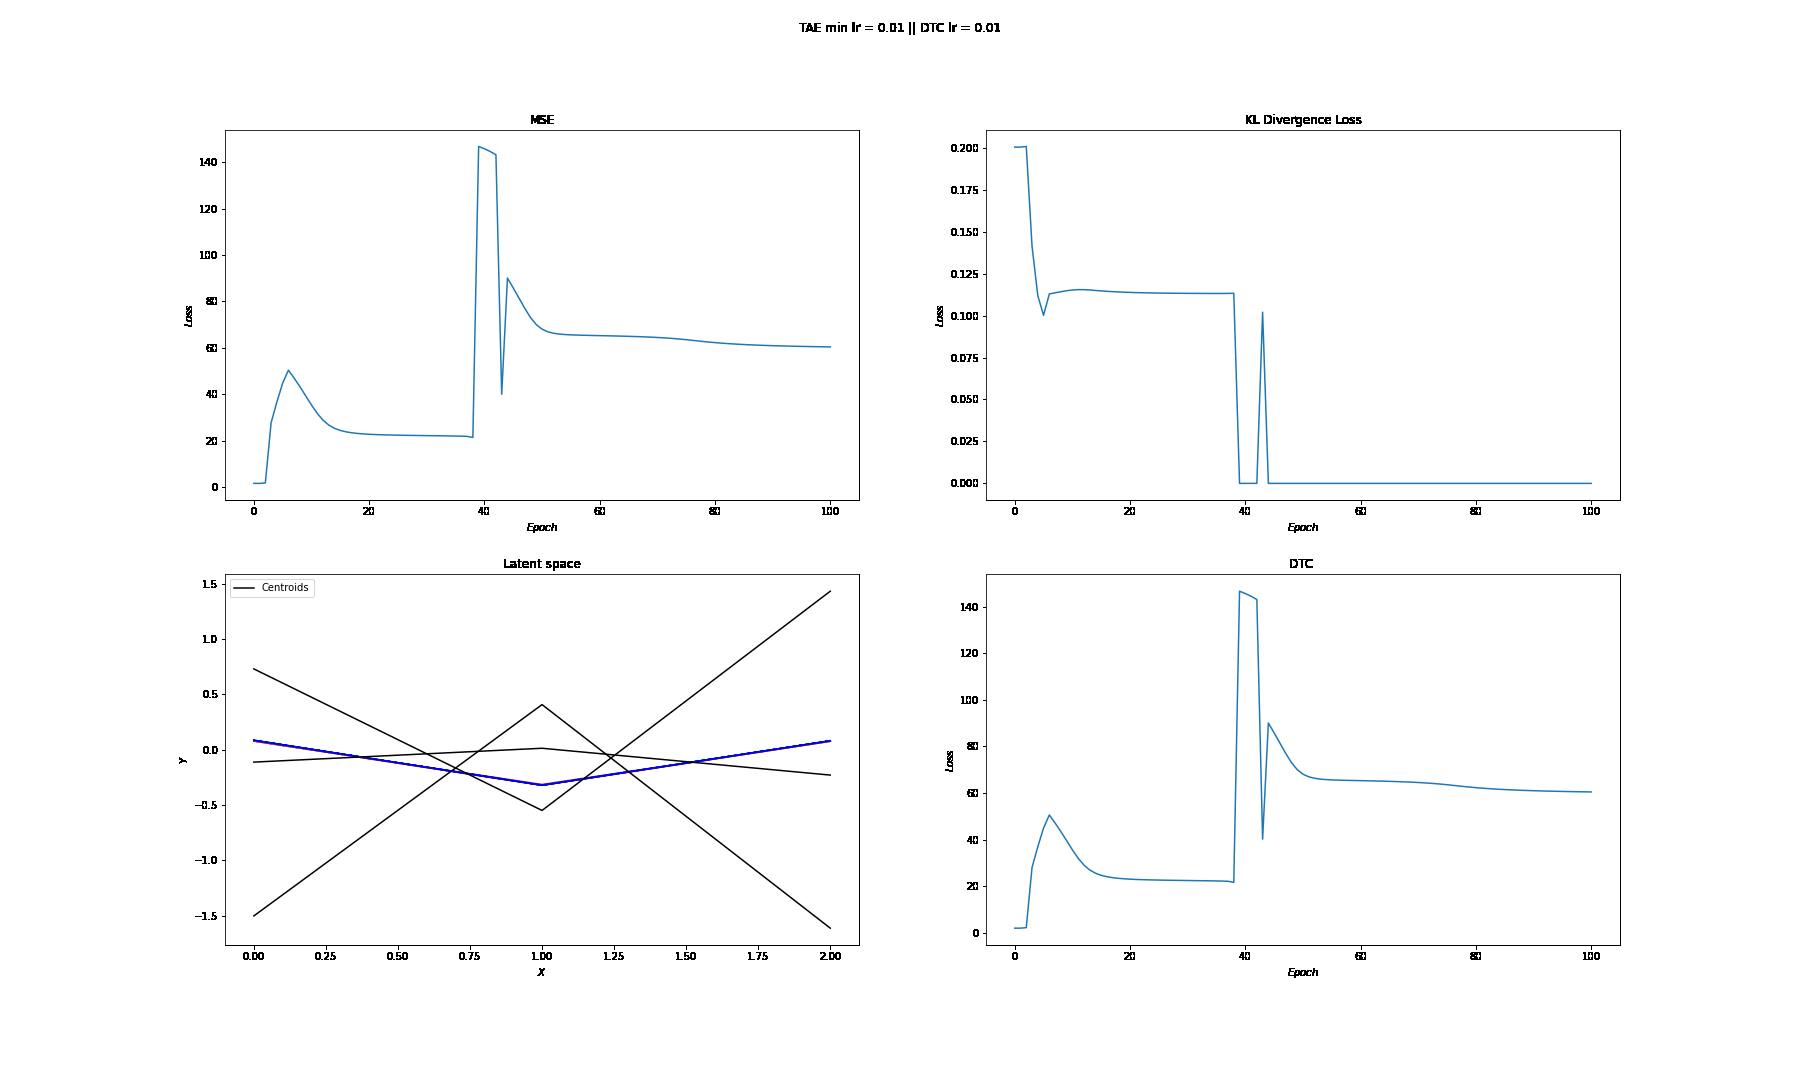 TAE min lr = 0.01 || DTC lr = 0.01
MSE
140
120
100
80
60
40
20
0
Loss
0 20 40 60 80 100
Epoch
KL Divergence Loss
0.200
0.175
0.150
0.125
0.100
0.075
0.050
0.025
0.000
Loss
0 20 40 60 80 100
Epoch
Latent space
Centroids
1.5
1.0
0.5
0.0
−0.5
−1.0
−1.5
Y
0.00 0.25 0.50 0.75 1.00 1.25 1.50 1.75 2.00
X
DTC
140
120
100
80
60
40
20
0
Loss
0 20 40 60 80 100
Epoch